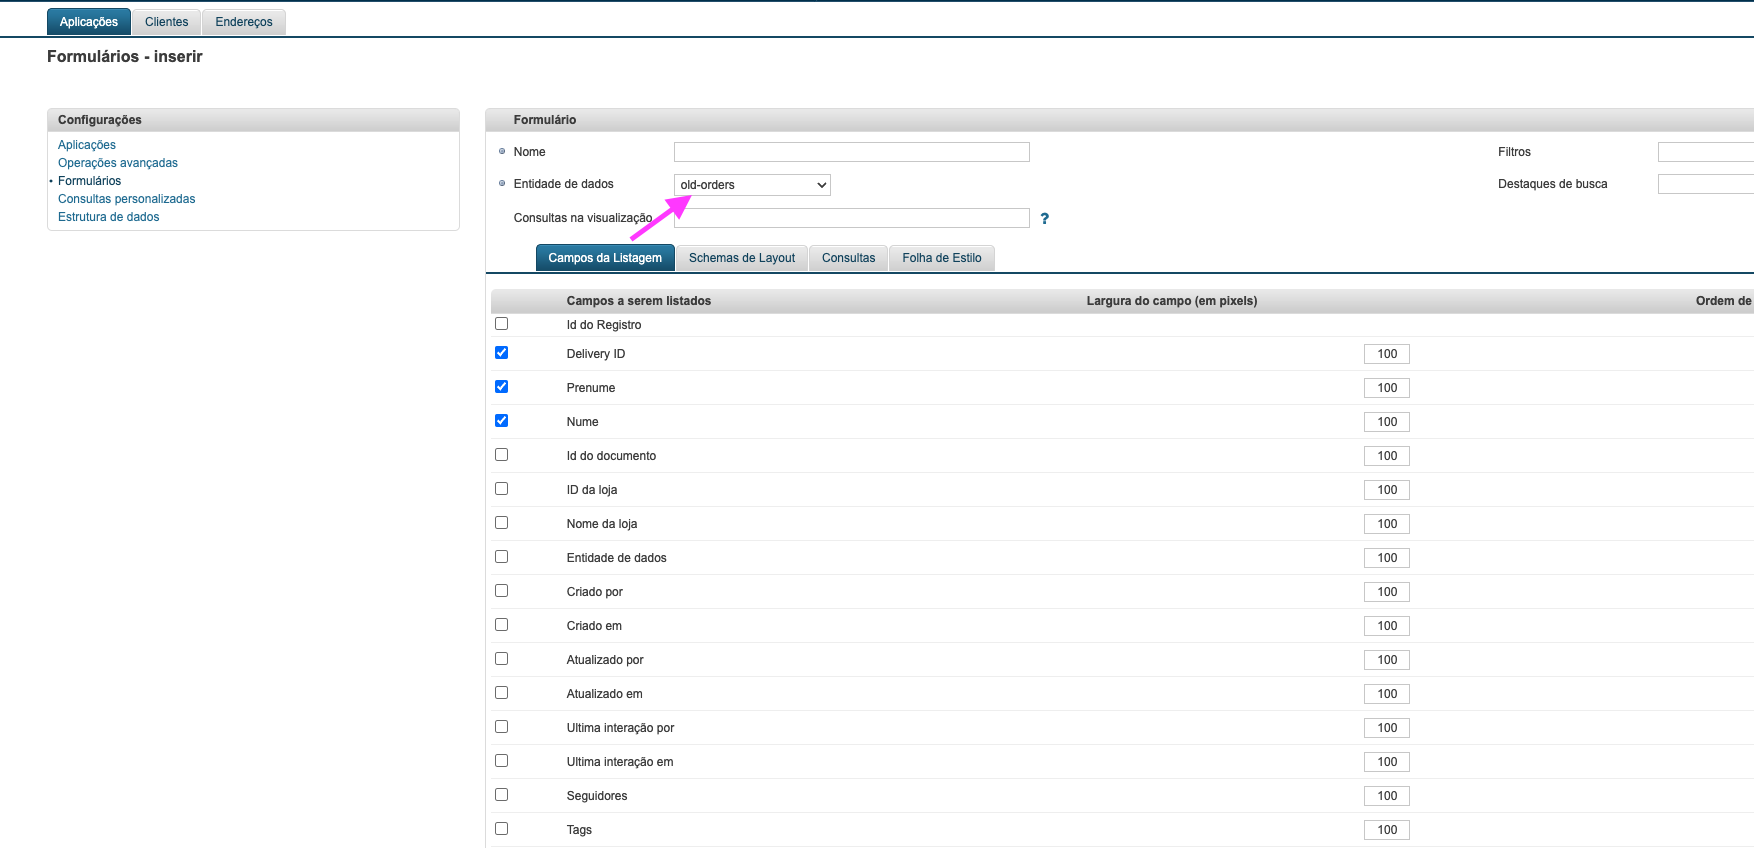 Aplicações Clientes Endereços
Formulários - inserir
Configurações
Aplicações
Operações avançadas
Formulários
Consultas personalizadas
Estrutura de dados
Formulário
Nome
Filtros
Entidade de dados old-orders
Destaques de busca
Consultas na visualização ?
Campos da Listagem Schemas de Layout Consultas Folha de Estilo
Campos a serem listados Largura do campo (em pixels) Ordem de
Id do Registro
Delivery ID 100
Prenume 100
Nume 100
Id do documento 100
ID da loja 100
Nome da loja 100
Entidade de dados 100
Criado por 100
Criado em 100
Atualizado por 100
Atualizado em 100
Ultima interação por 100
Ultima interação em 100
Seguidores 100
Tags 100